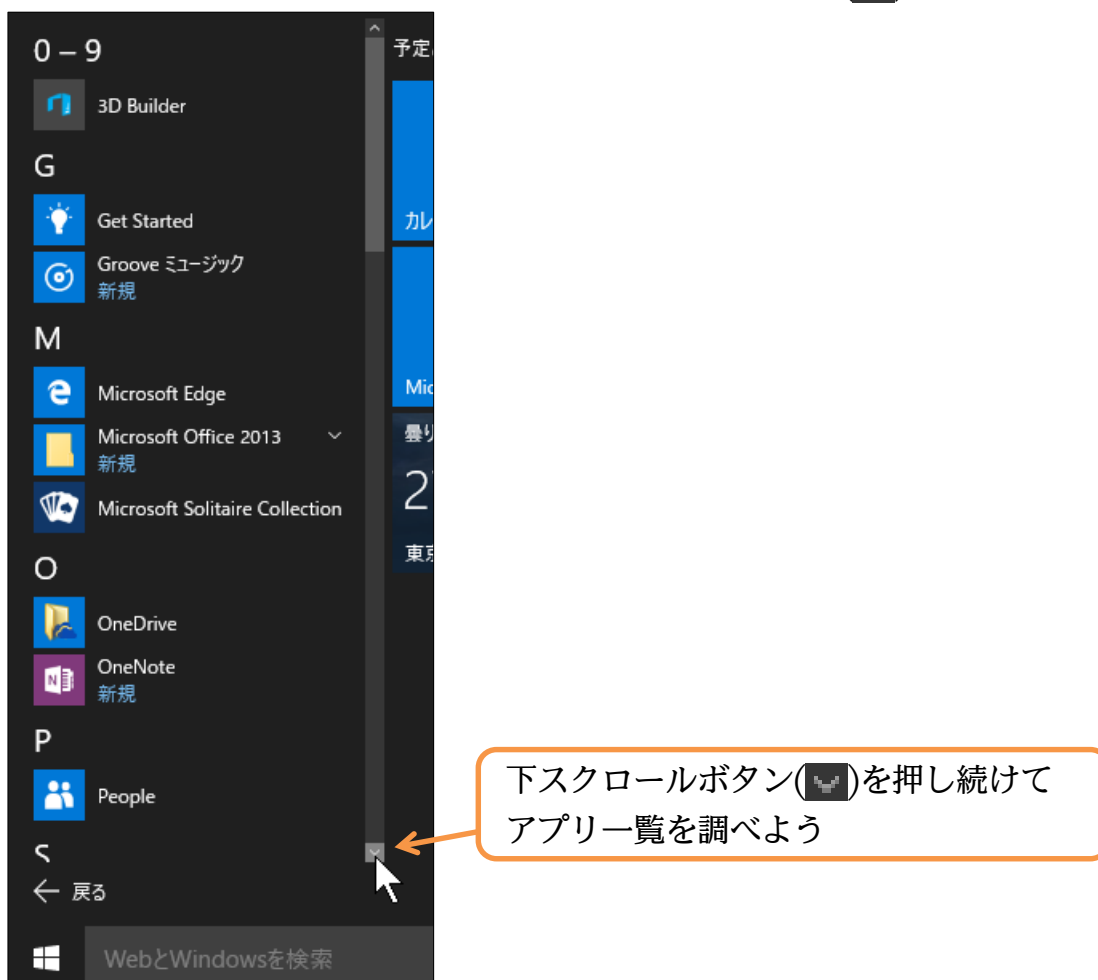 0 – 9
予定
3D Builder
G
Get Started
カレ
Groove ミュージック
新規
M
Microsoft Edge
Mic
Microsoft Office 2013
曇り
新規
2
Microsoft Solitaire Collection
東京
O
OneDrive
OneNote
新規
P
People
下スクロールボタン( )を押し続けて
アプリ一覧を調べよう
S
戻る
WebとWindowsを検索